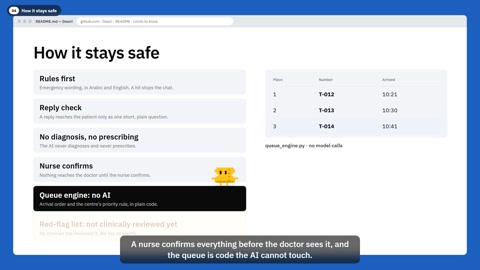 04 How it stays safe
README.md — Dawri
github.com › Dawri › README › Limits to know
How it stays safe
Rules first
Emergency wording, in Arabic and English. A hit stops the chat.
Reply check
A reply reaches the patient only as one short, plain question.
No diagnosis, no prescribing
The AI never diagnoses and never prescribes.
Nurse confirms
Nothing reaches the doctor until the nurse confirms.
Queue engine: no AI
Arrival order and the centre's priority rule, in plain code.
Red-flag list: not clinically reviewed yet
Place Number Arrived
1 T-012 10:21
2 T-013 10:30
3 T-014 10:41
queue_engine.py · no model calls
A nurse confirms everything before the doctor sees it, and
the queue is code the AI cannot touch.